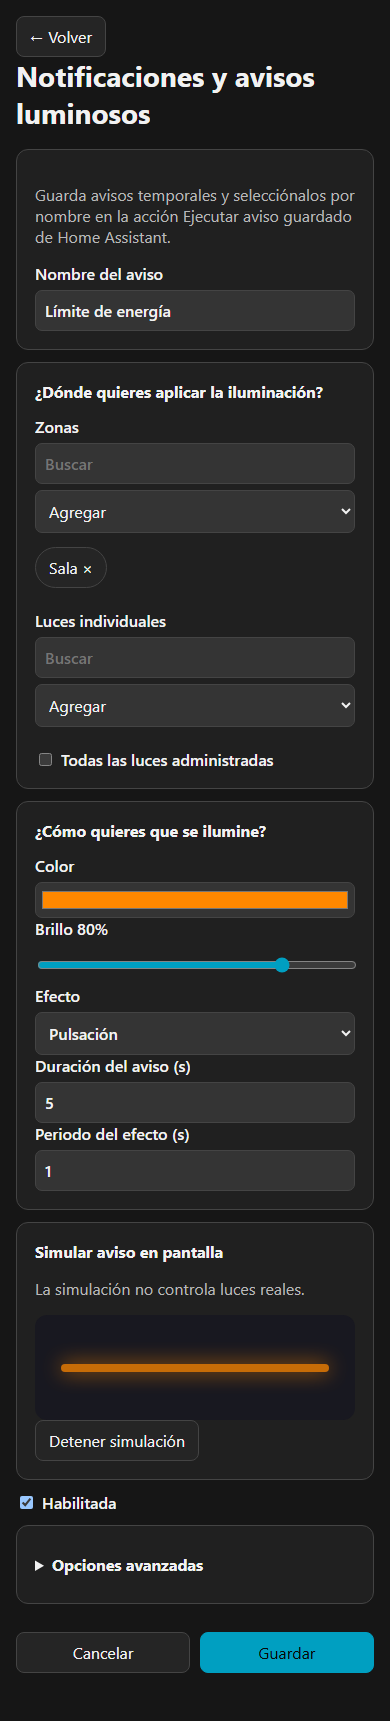 ← Volver
Notificaciones y avisos
luminosos
Guarda avisos temporales y selecciónalos por
nombre en la acción Ejecutar aviso guardado
de Home Assistant.
Nombre del aviso
Límite de energía
¿Dónde quieres aplicar la iluminación?
Zonas
Buscar
Agregar
Sala ×
Luces individuales
Buscar
Agregar
Todas las luces administradas
¿Cómo quieres que se ilumine?
Color
Brillo 80%
Efecto
Pulsación
Duración del aviso (s)
5
Periodo del efecto (s)
1
Simular aviso en pantalla
La simulación no controla luces reales.
Detener simulación
Habilitada
Opciones avanzadas
Cancelar
Guardar